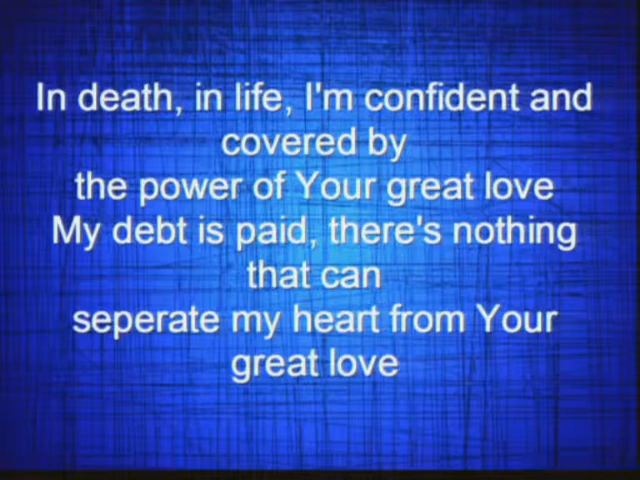 In death, in life, I'm confident and
covered by
the power of Your great love
My debt is paid, there's nothing
that can
seperate my heart from Your
great love